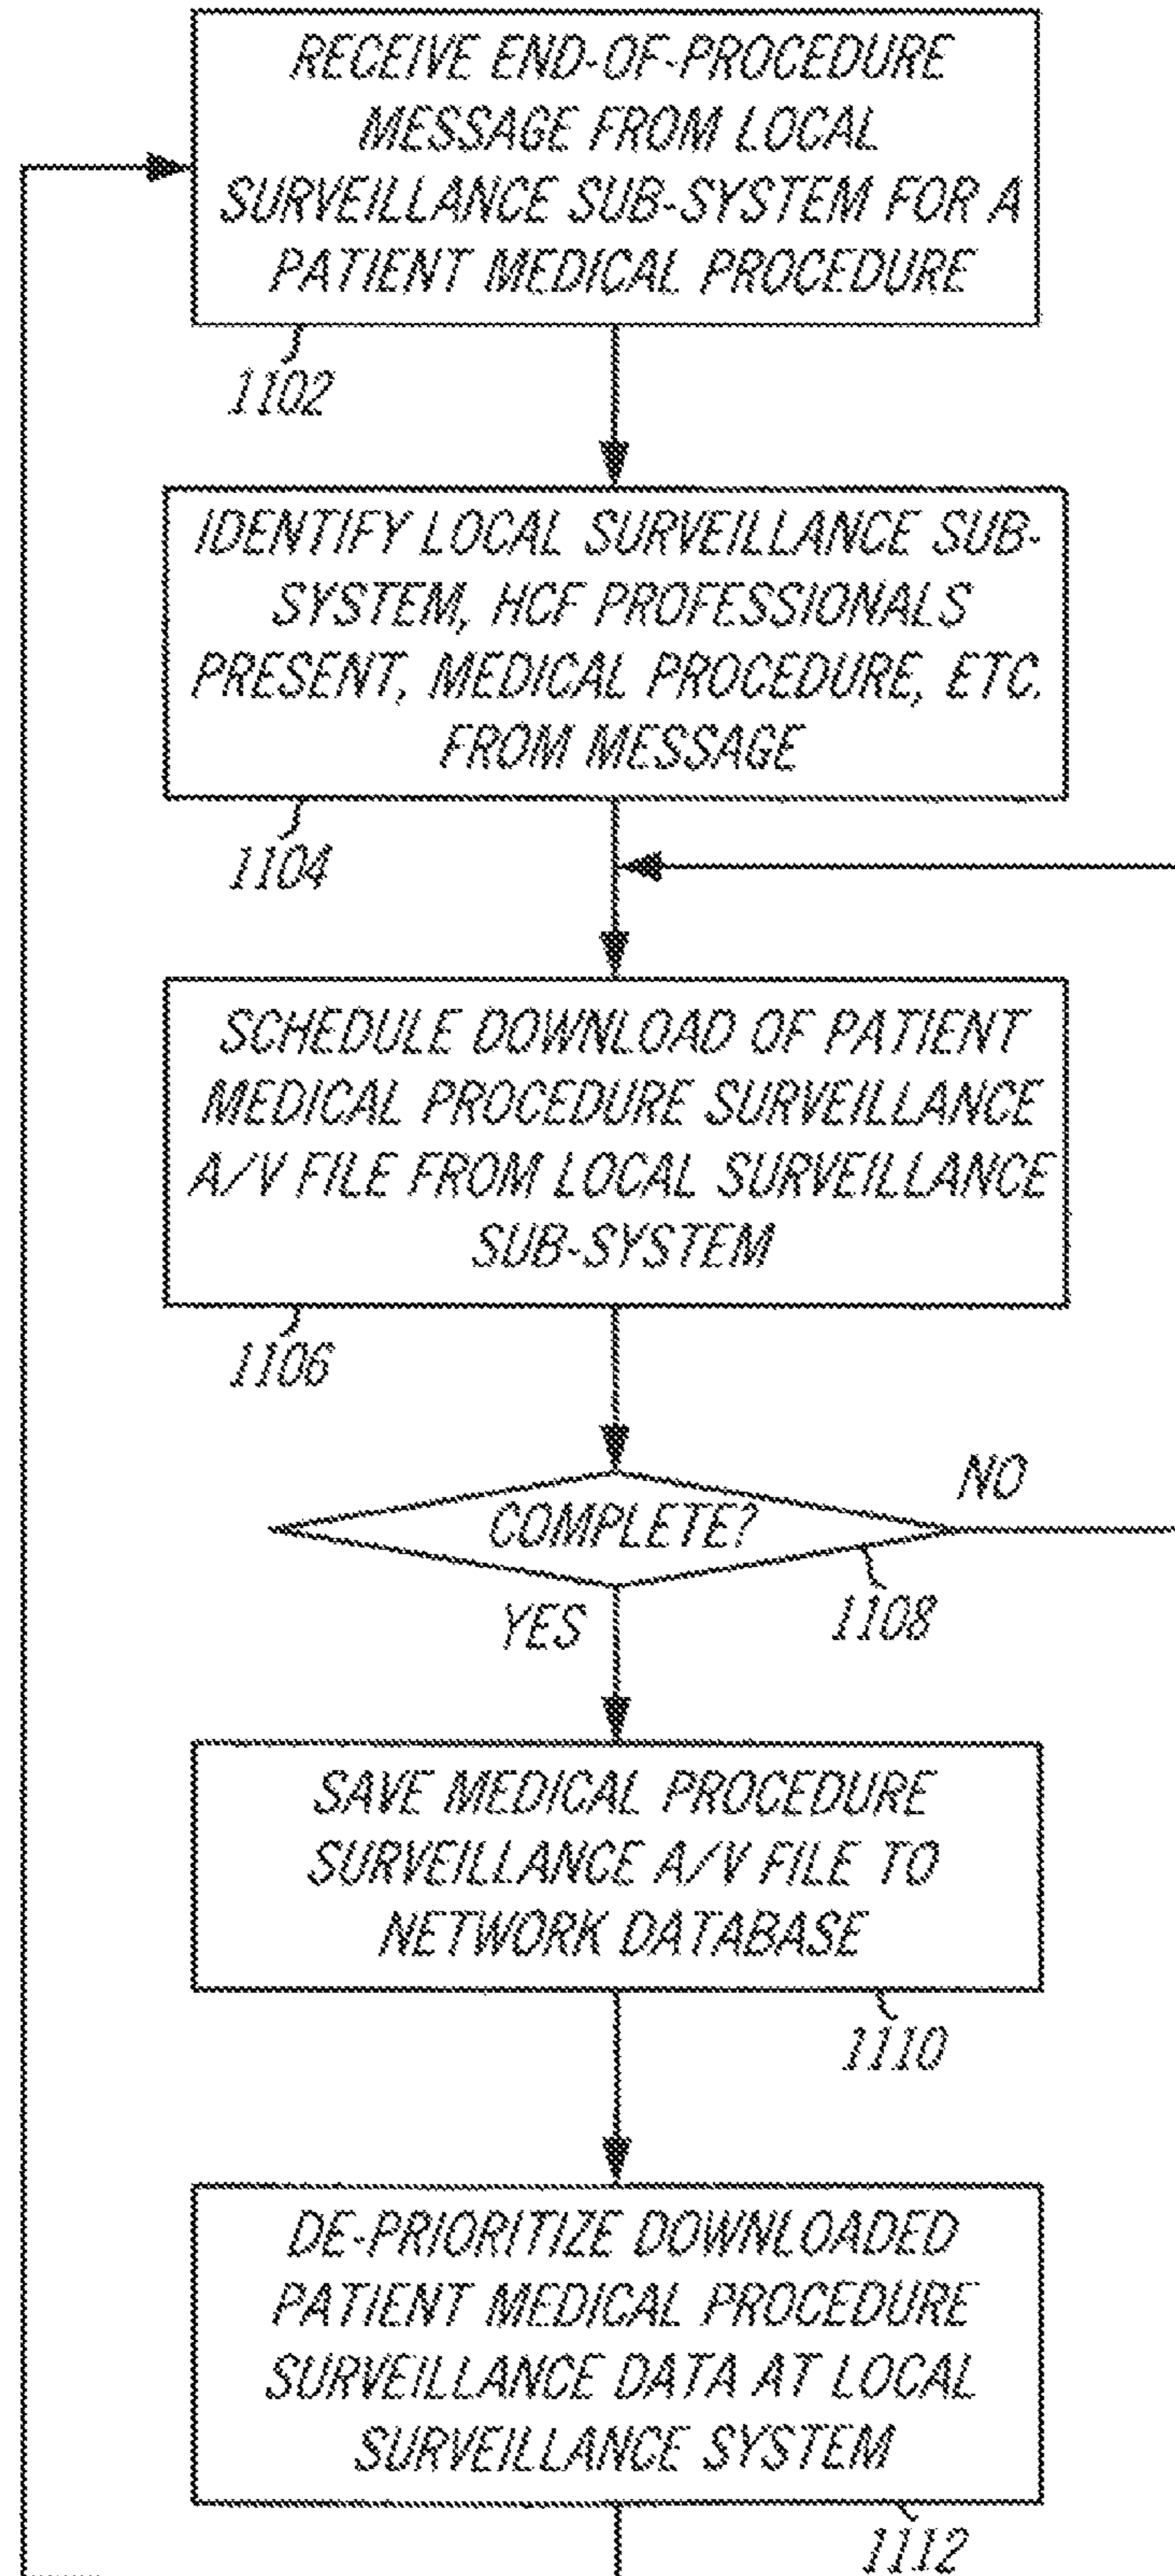 RECEIVE END-OF-PROCEDURE
MESSAGE FROM LOCAL
SURVEILLANCE SUB-SYSTEM FOR A
PATIENT MEDICAL PROCEDURE
1102
IDENTIFY LOCAL SURVEILLANCE SUB-
SYSTEM, HCF PROFESSIONALS
PRESENT, MEDICAL PROCEDURE, ETC.
FROM MESSAGE
1104
SCHEDULE DOWNLOAD OF PATIENT
MEDICAL PROCEDURE SURVEILLANCE
A/V FILE FROM LOCAL SURVEILLANCE
SUB-SYSTEM
1106
COMPLETE?
NO
1108
YES
SAVE MEDICAL PROCEDURE
SURVEILLANCE A/V FILE TO
NETWORK DATABASE
1110
DE-PRIORITIZE DOWNLOADED
PATIENT MEDICAL PROCEDURE
SURVEILLANCE DATA AT LOCAL
SURVEILLANCE SYSTEM
1112